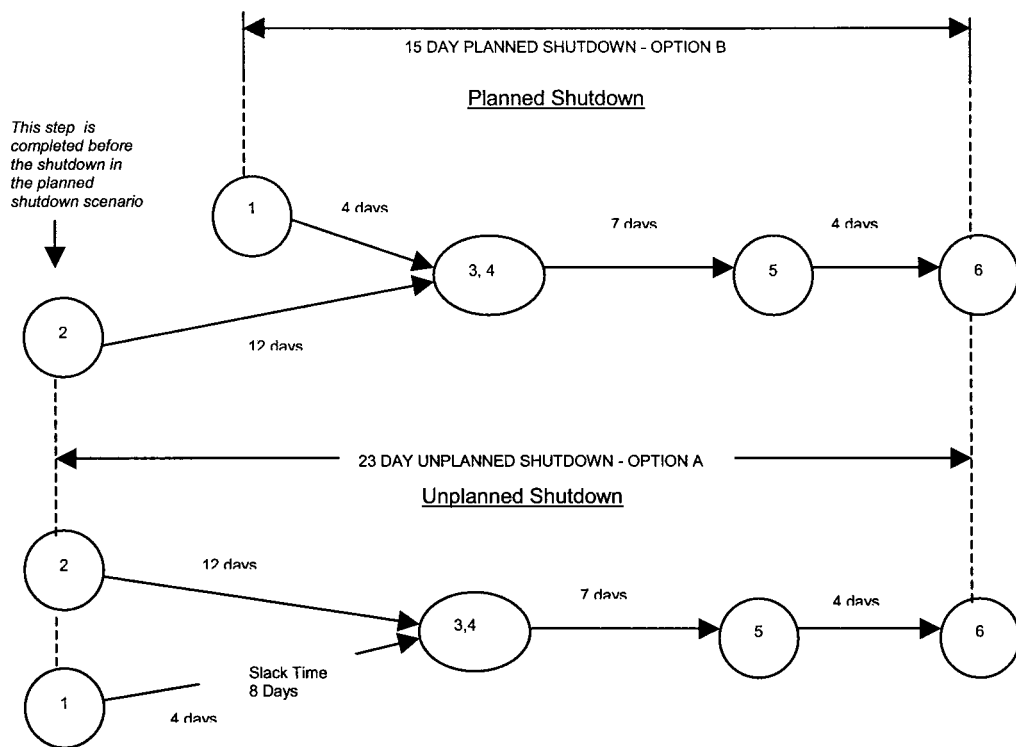 15 DAY PLANNED SHUTDOWN - OPTION B
Planned Shutdown
This step is
completed before
the shutdown in
the planned
shutdown scenario
1
4 days
7 days
4 days
3, 4
5
6
2
12 days
23 DAY UNPLANNED SHUTDOWN - OPTION A
Unplanned Shutdown
2
12 days
7 days
4 days
3,4
5
6
Slack Time
8 Days
1
4 days